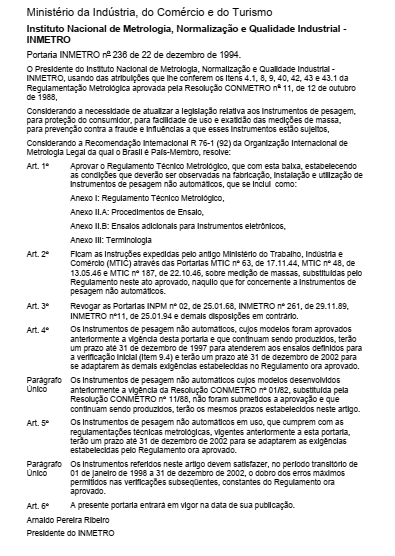 Ministério da Indústria, do Comércio e do Turismo
Instituto Nacional de Metrologia, Normalização e Qualidade Industrial -
INMETRO
Portaria INMETRO nº 236 de 22 de dezembro de 1994.
O Presidente do Instituto Nacional de Metrologia, Normalização e Qualidade Industrial -
INMETRO, usando das atribuições que lhe conferem os itens 4.1, 8, 9, 40, 42, 43 e 43.1 da
Regulamentação Metrológica aprovada pela Resolução CONMETRO nº 11, de 12 de outubro
de 1988,
Considerando a necessidade de atualizar a legislação relativa aos instrumentos de pesagem,
para proteção do consumidor, para facilidade de uso e exatidão das medições de massa,
para prevenção contra a fraude e influências a que esses instrumentos estão sujeitos,
Considerando a Recomendação Internacional R 76-1 (92) da Organização Internacional de
Metrologia Legal da qual o Brasil é País-Membro, resolve:
Art. 1º Aprovar o Regulamento Técnico Metrológico, que com esta baixa, estabelecendo
as condições que deverão ser observadas na fabricação, instalação e utilização de
instrumentos de pesagem não automáticos, que se inclui como:
Anexo I: Regulamento Técnico Metrológico,
Anexo II.A: Procedimentos de Ensaio,
Anexo II.B: Ensaios adicionais para instrumentos eletrônicos,
Anexo III: Terminologia
Art. 2º Ficam as instruções expedidas pelo antigo Ministério do Trabalho, Indústria e
Comércio (MTIC) através das Portarias MTIC nº 63, de 17.11.44, MTIC nº 48, de
13.05.46 e MTIC nº 187, de 22.10.46, sobre medição de massas, substituídas pelo
Regulamento neste ato aprovado, naquilo que for concernente a instrumentos de
pesagem não automáticos.
Art. 3º Revogar as Portarias INPM nº 02, de 25.01.68, INMETRO nº 261, de 29.11.89,
INMETRO nº11, de 25.01.94 e demais disposições em contrário.
Art. 4º Os instrumentos de pesagem não automáticos, cujos modelos foram aprovados
anteriormente a vigência desta portaria e que continuam sendo produzidos, terão
um prazo até 31 de dezembro de 1997 para atenderem aos ensaios definidos para
a verificação inicial (item 9.4) e terão um prazo até 31 de dezembro de 2002 para
se adaptarem às demais exigências estabelecidas no Regulamento ora aprovado.
Parágrafo Os instrumentos de pesagem não automáticos cujos modelos desenvolvidos
Único anteriormente a vigência da Resolução CONMETRO nº 01/82, substituída pela
Resolução CONMETRO nº 11/88, não foram submetidos a aprovação e que
continuam sendo produzidos, terão os mesmos prazos estabelecidos neste artigo.
Art. 5º Os instrumentos de pesagem não automáticos em uso, que cumprem com as
regulamentações técnicas metrológicas, vigentes anteriormente a esta portaria,
terão um prazo até 31 de dezembro de 2002 para se adaptarem as exigências
estabelecidas pelo Regulamento ora aprovado.
Parágrafo Os instrumentos referidos neste artigo devem satisfazer, no período transitório de
Único 01 de janeiro de 1998 a 31 de dezembro de 2002, o dobro dos erros máximos
permitidos nas verificações subseqüentes, constantes do Regulamento ora
aprovado.
Art. 6º A presente portaria entrará em vigor na data de sua publicação.
Arnaldo Pereira Ribeiro
Presidente do INMETRO